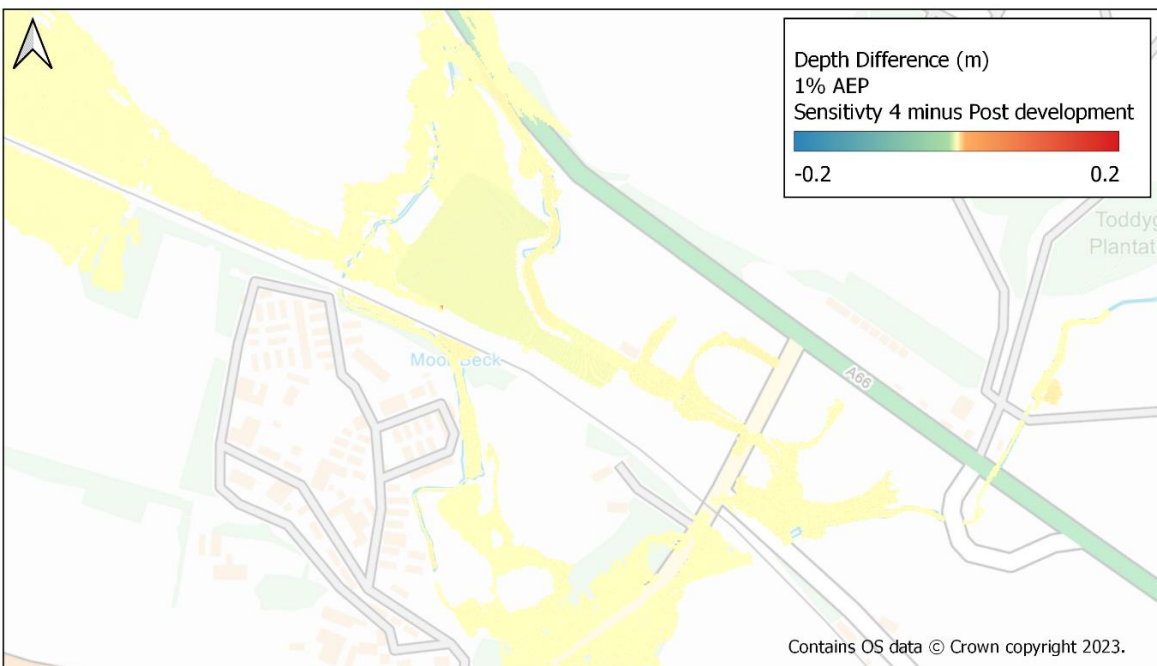 Depth Difference (m)
1% AEP
Sensitivty 4 minus Post development
-0.2 0.2
Toddyg
Plantat
Moor Beck
A66
Contains OS data © Crown copyright 2023.